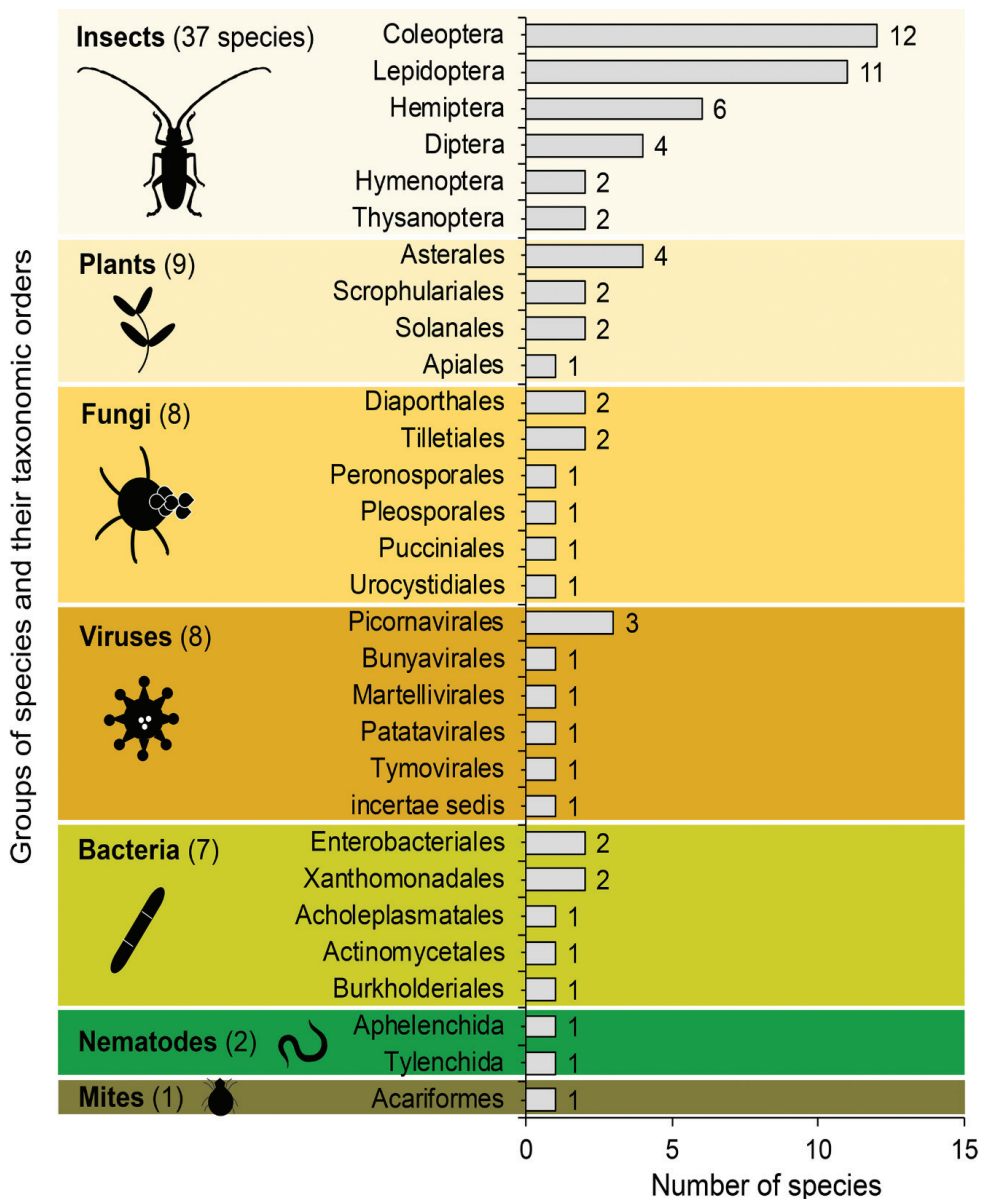 Groups of species and their taxonomic orders
Insects (37 species)
Coleoptera 12
Lepidoptera 11
Hemiptera 6
Diptera 4
Hymenoptera 2
Thysanoptera 2
Plants (9)
Asterales 4
Scrophulariales 2
Solanales 2
Apiales 1
Fungi (8)
Diaporthales 2
Tilletiales 2
Peronosporales 1
Pleosporales 1
Pucciniales 1
Urocystidiales 1
Viruses (8)
Picornavirales 3
Bunyavirales 1
Martellivirales 1
Patatavirales 1
Tymovirales 1
incertae sedis 1
Bacteria (7)
Enterobacteriales 2
Xanthomonadales 2
Acholeplasmatales 1
Actinomycetales 1
Burkholderiales 1
Nematodes (2)
Aphelenchida 1
Tylenchida 1
Mites (1)
Acariformes 1
0 5 10 15
Number of species